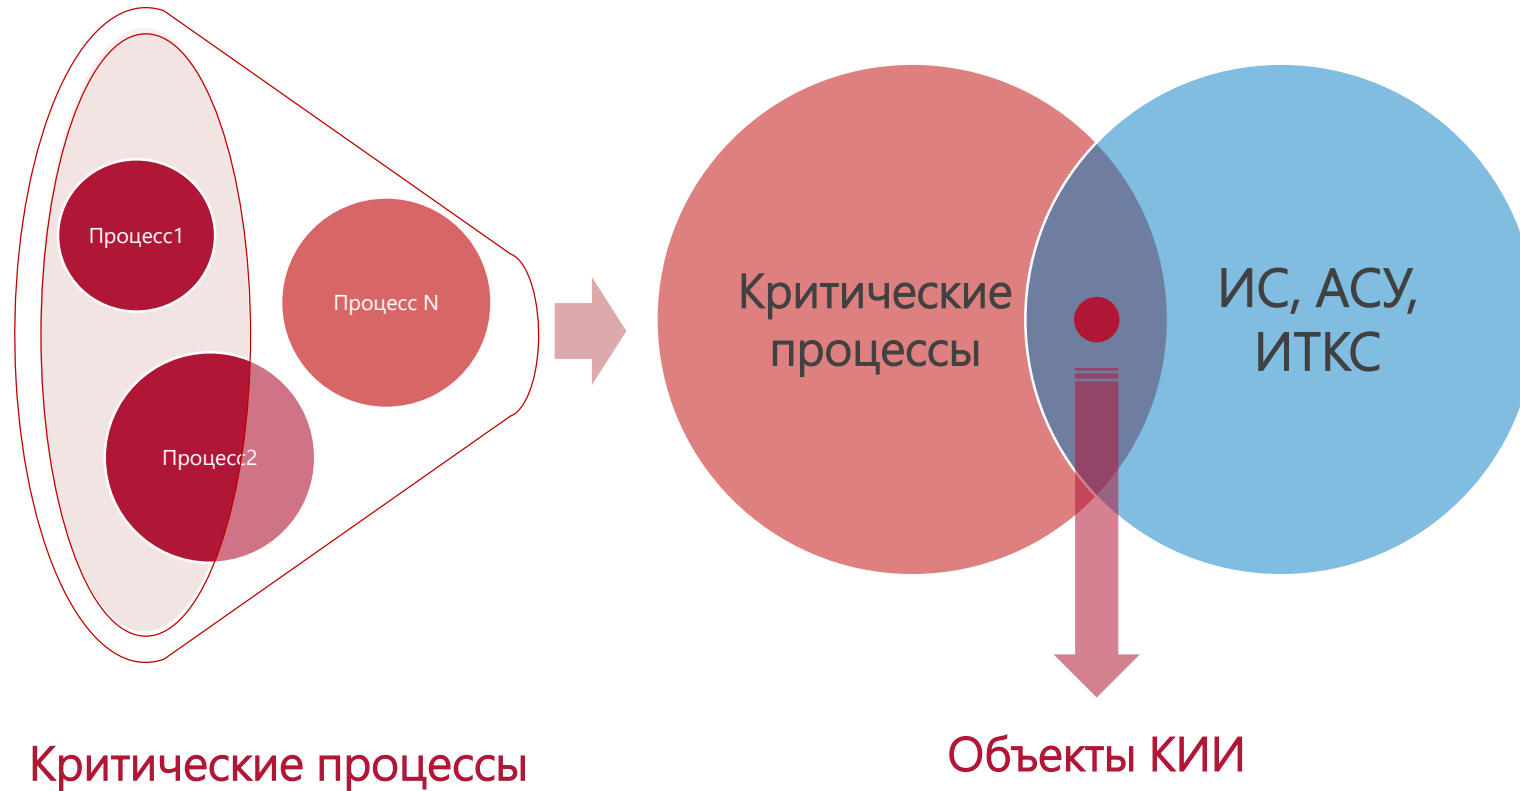 Процесс1
Процесс N
Процесс2
Критические процессы
Критические
процессы
ИС, АСУ,
ИТКС
Объекты КИИ